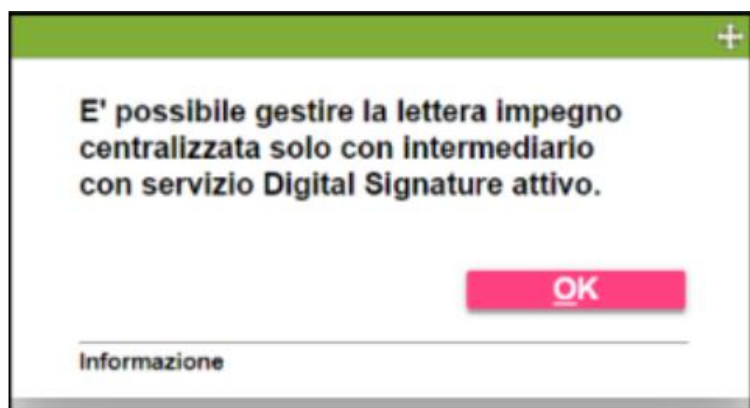 E' possibile gestire la lettera impegno
centralizzata solo con intermediario
con servizio Digital Signature attivo.
OK
Informazione